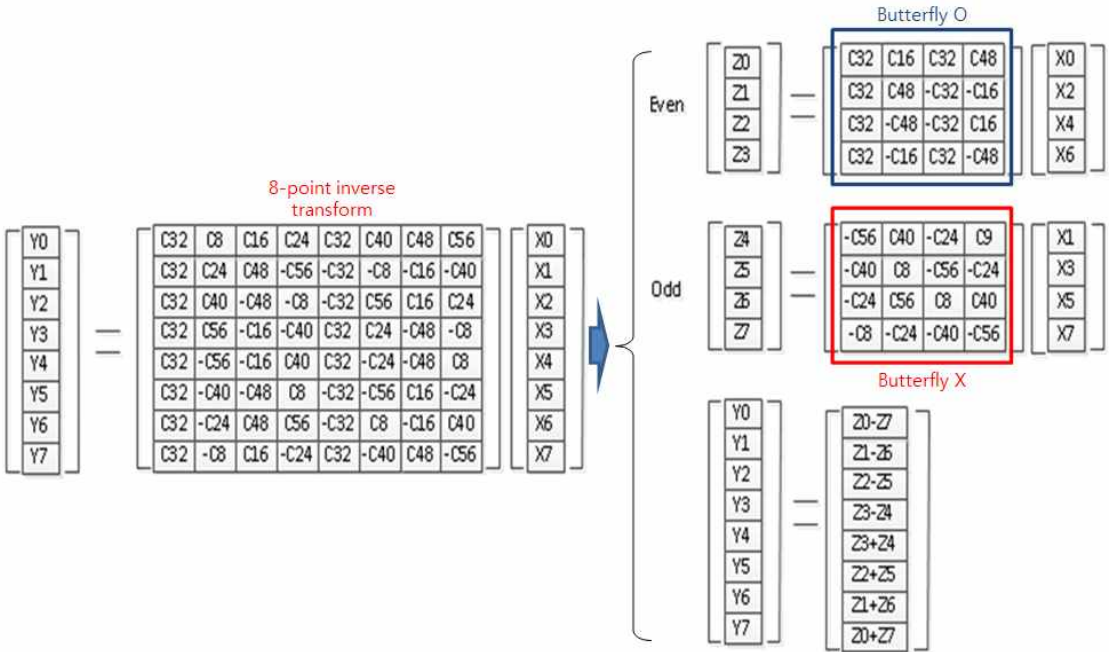 8-point inverse
transform
Y0
Y1
Y2
Y3
Y4
Y5
Y6
Y7
C32 C8 C16 C24 C32 C40 C48 C56
C32 C24 C48 -C56 -C32 -C8 -C16 -C40
C32 C40 -C48 -C8 -C32 C56 C16 C24
C32 C56 -C16 -C40 C32 C24 -C48 -C8
C32 -C56 -C16 C40 C32 -C24 -C48 C8
C32 -C40 -C48 C8 -C32 -C56 C16 -C24
C32 -C24 C48 C56 -C32 C8 -C16 C40
C32 -C8 C16 -C24 C32 -C40 C48 -C56
X0
X1
X2
X3
X4
X5
X6
X7
Butterfly O
Even
Z0
Z1
Z2
Z3
C32 C16 C32 C48
C32 C48 -C32 -C16
C32 -C48 -C32 C16
C32 -C16 C32 -C48
X0
X2
X4
X6
Odd
Z4
Z5
Z6
Z7
-C56 C40 -C24 C9
-C40 C8 -C56 -C24
-C24 C56 C8 C40
-C8 -C24 -C40 -C56
X1
X3
X5
X7
Butterfly X
Y0
Y1
Y2
Y3
Y4
Y5
Y6
Y7
Z0-Z7
Z1-Z6
Z2-Z5
Z3-Z4
Z3+Z4
Z2+Z5
Z1+Z6
Z0+Z7